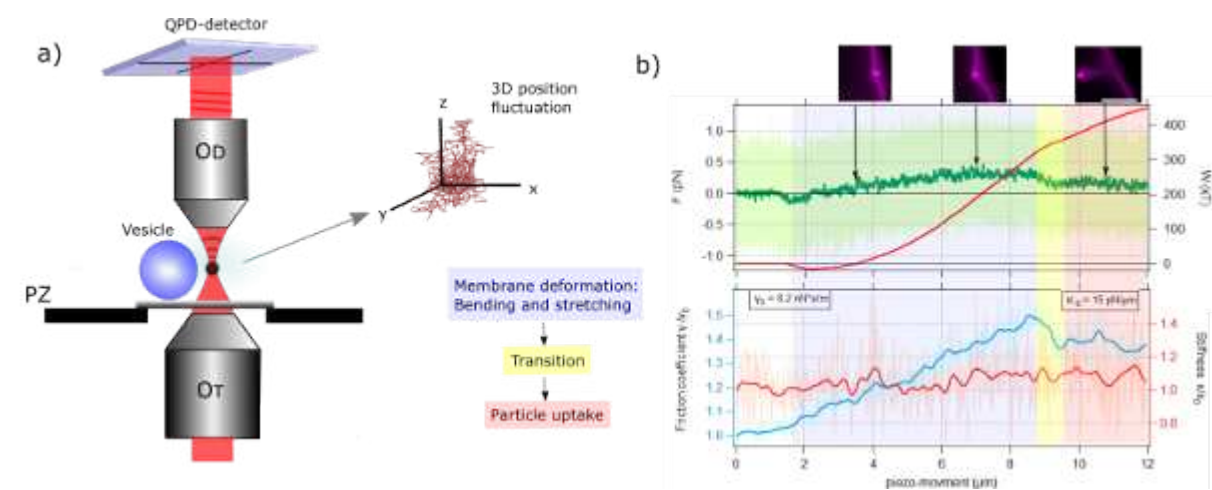 a)
QPD-detector
OD
3D position
fluctuation
z
x
y
Vesicle
PZ
OT
Membrane deformation:
Bending and stretching
Transition
Particle uptake
b)
F (pN)
1.0
0.5
0.0
-0.5
-1.0
400
300
200
100
0
W (kT)
Friction coefficient γ/γ0
1.5
1.4
1.3
1.2
1.1
1.0
Stiffness κ/κ0
1.4
1.2
1.0
0.8
0 2 4 6 8 10 12
piezo-movment (µm)